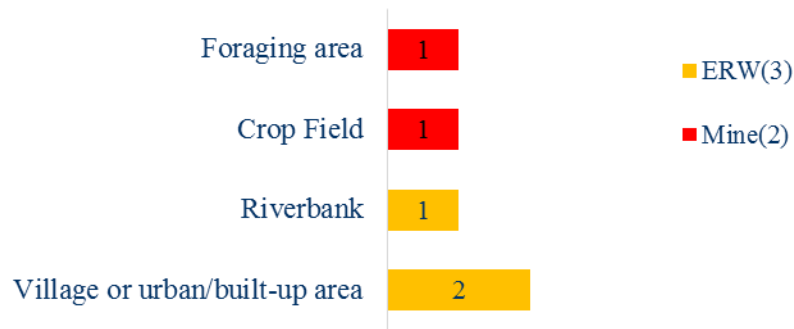 Foraging area
1
Crop Field
1
Riverbank
1
Village or urban/built-up area
2
ERW(3)
Mine(2)